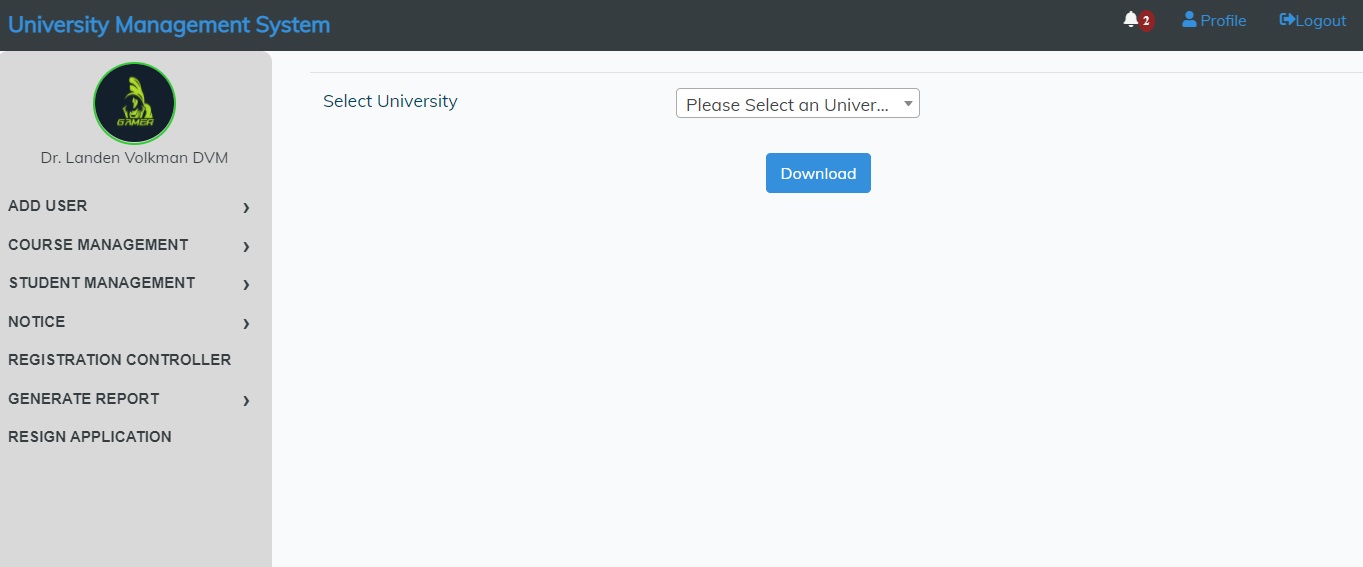 University Management System
2
Profile
Logout
GAMER
Dr. Landen Volkman DVM
ADD USER
COURSE MANAGEMENT
STUDENT MANAGEMENT
NOTICE
REGISTRATION CONTROLLER
GENERATE REPORT
RESIGN APPLICATION
Select University
Please Select an Univer...
Download